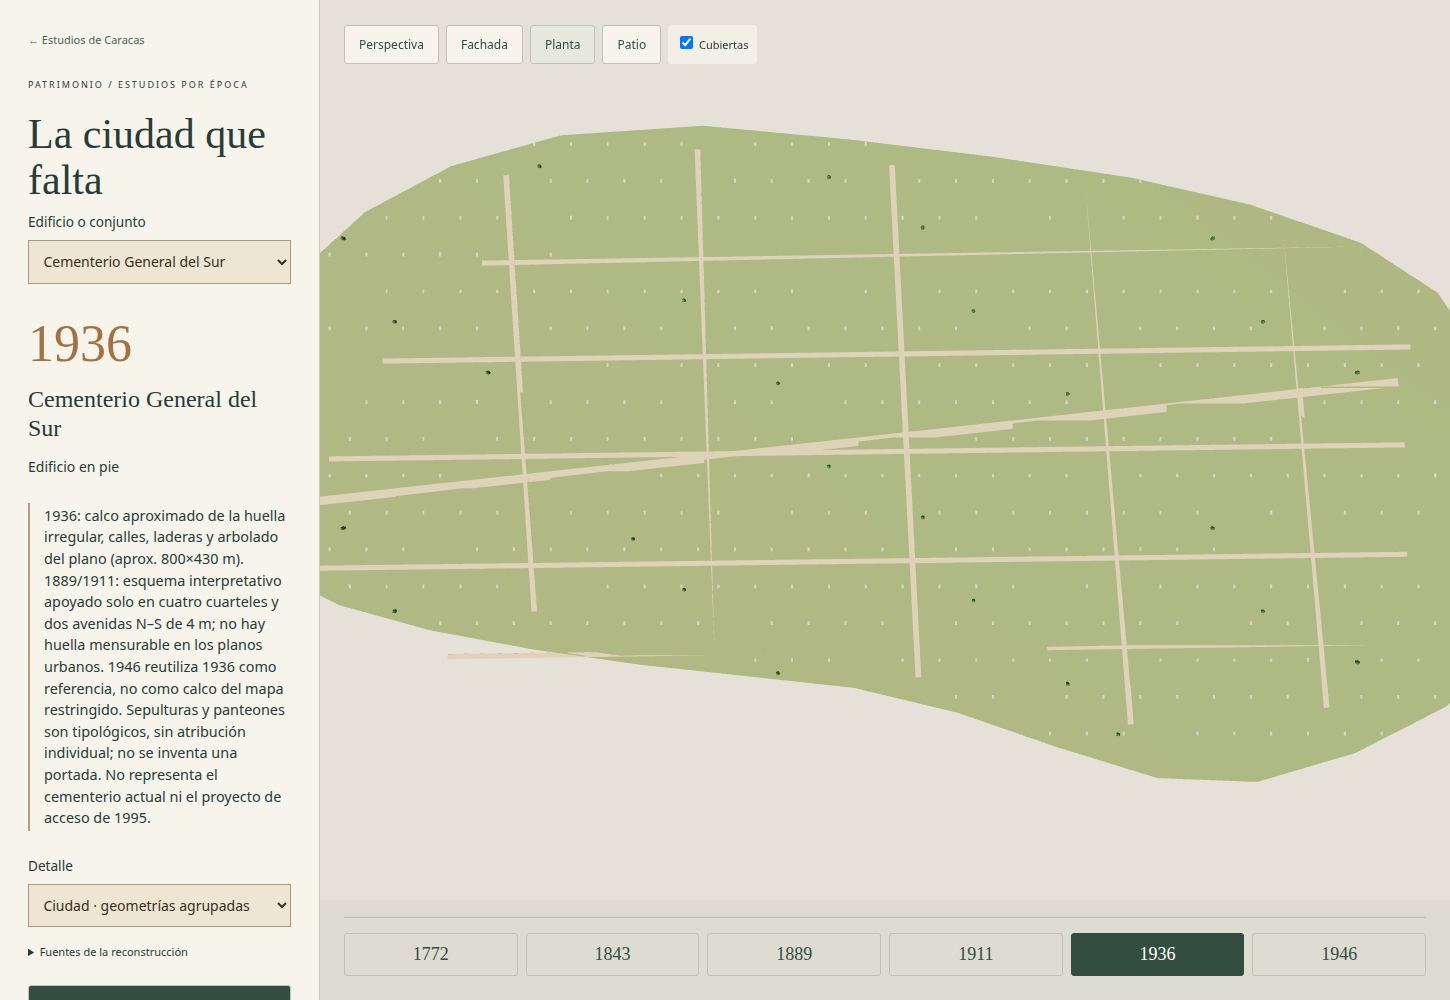 ← Estudios de Caracas
PATRIMONIO / ESTUDIOS POR ÉPOCA
La ciudad que
falta
Edificio o conjunto
Cementerio General del Sur
1936
Cementerio General del
Sur
Edificio en pie
1936: calco aproximado de la huella
irregular, calles, laderas y arbolado
del plano (aprox. 800×430 m).
1889/1911: esquema interpretativo
apoyado solo en cuatro cuarteles y
dos avenidas N–S de 4 m; no hay
huella mensurable en los planos
urbanos. 1946 reutiliza 1936 como
referencia, no como calco del mapa
restringido. Sepulturas y panteones
son tipológicos, sin atribución
individual; no se inventa una
portada. No representa el
cementerio actual ni el proyecto de
acceso de 1995.
Detalle
Ciudad · geometrías agrupadas
Fuentes de la reconstrucción
Perspectiva
Fachada
Planta
Patio
Cubiertas
1772
1843
1889
1911
1936
1946